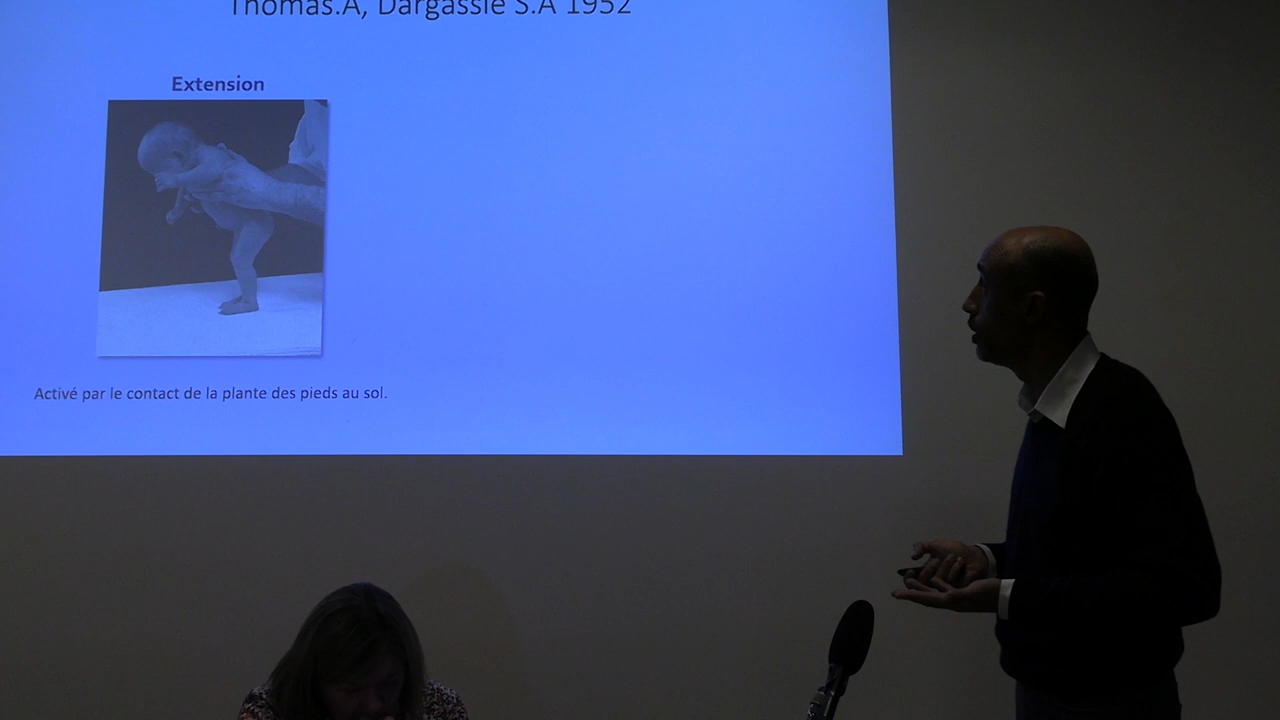 Thomas.A, Dargassie S.A 1952
Extension
Activé par le contact de la plante des pieds au sol.